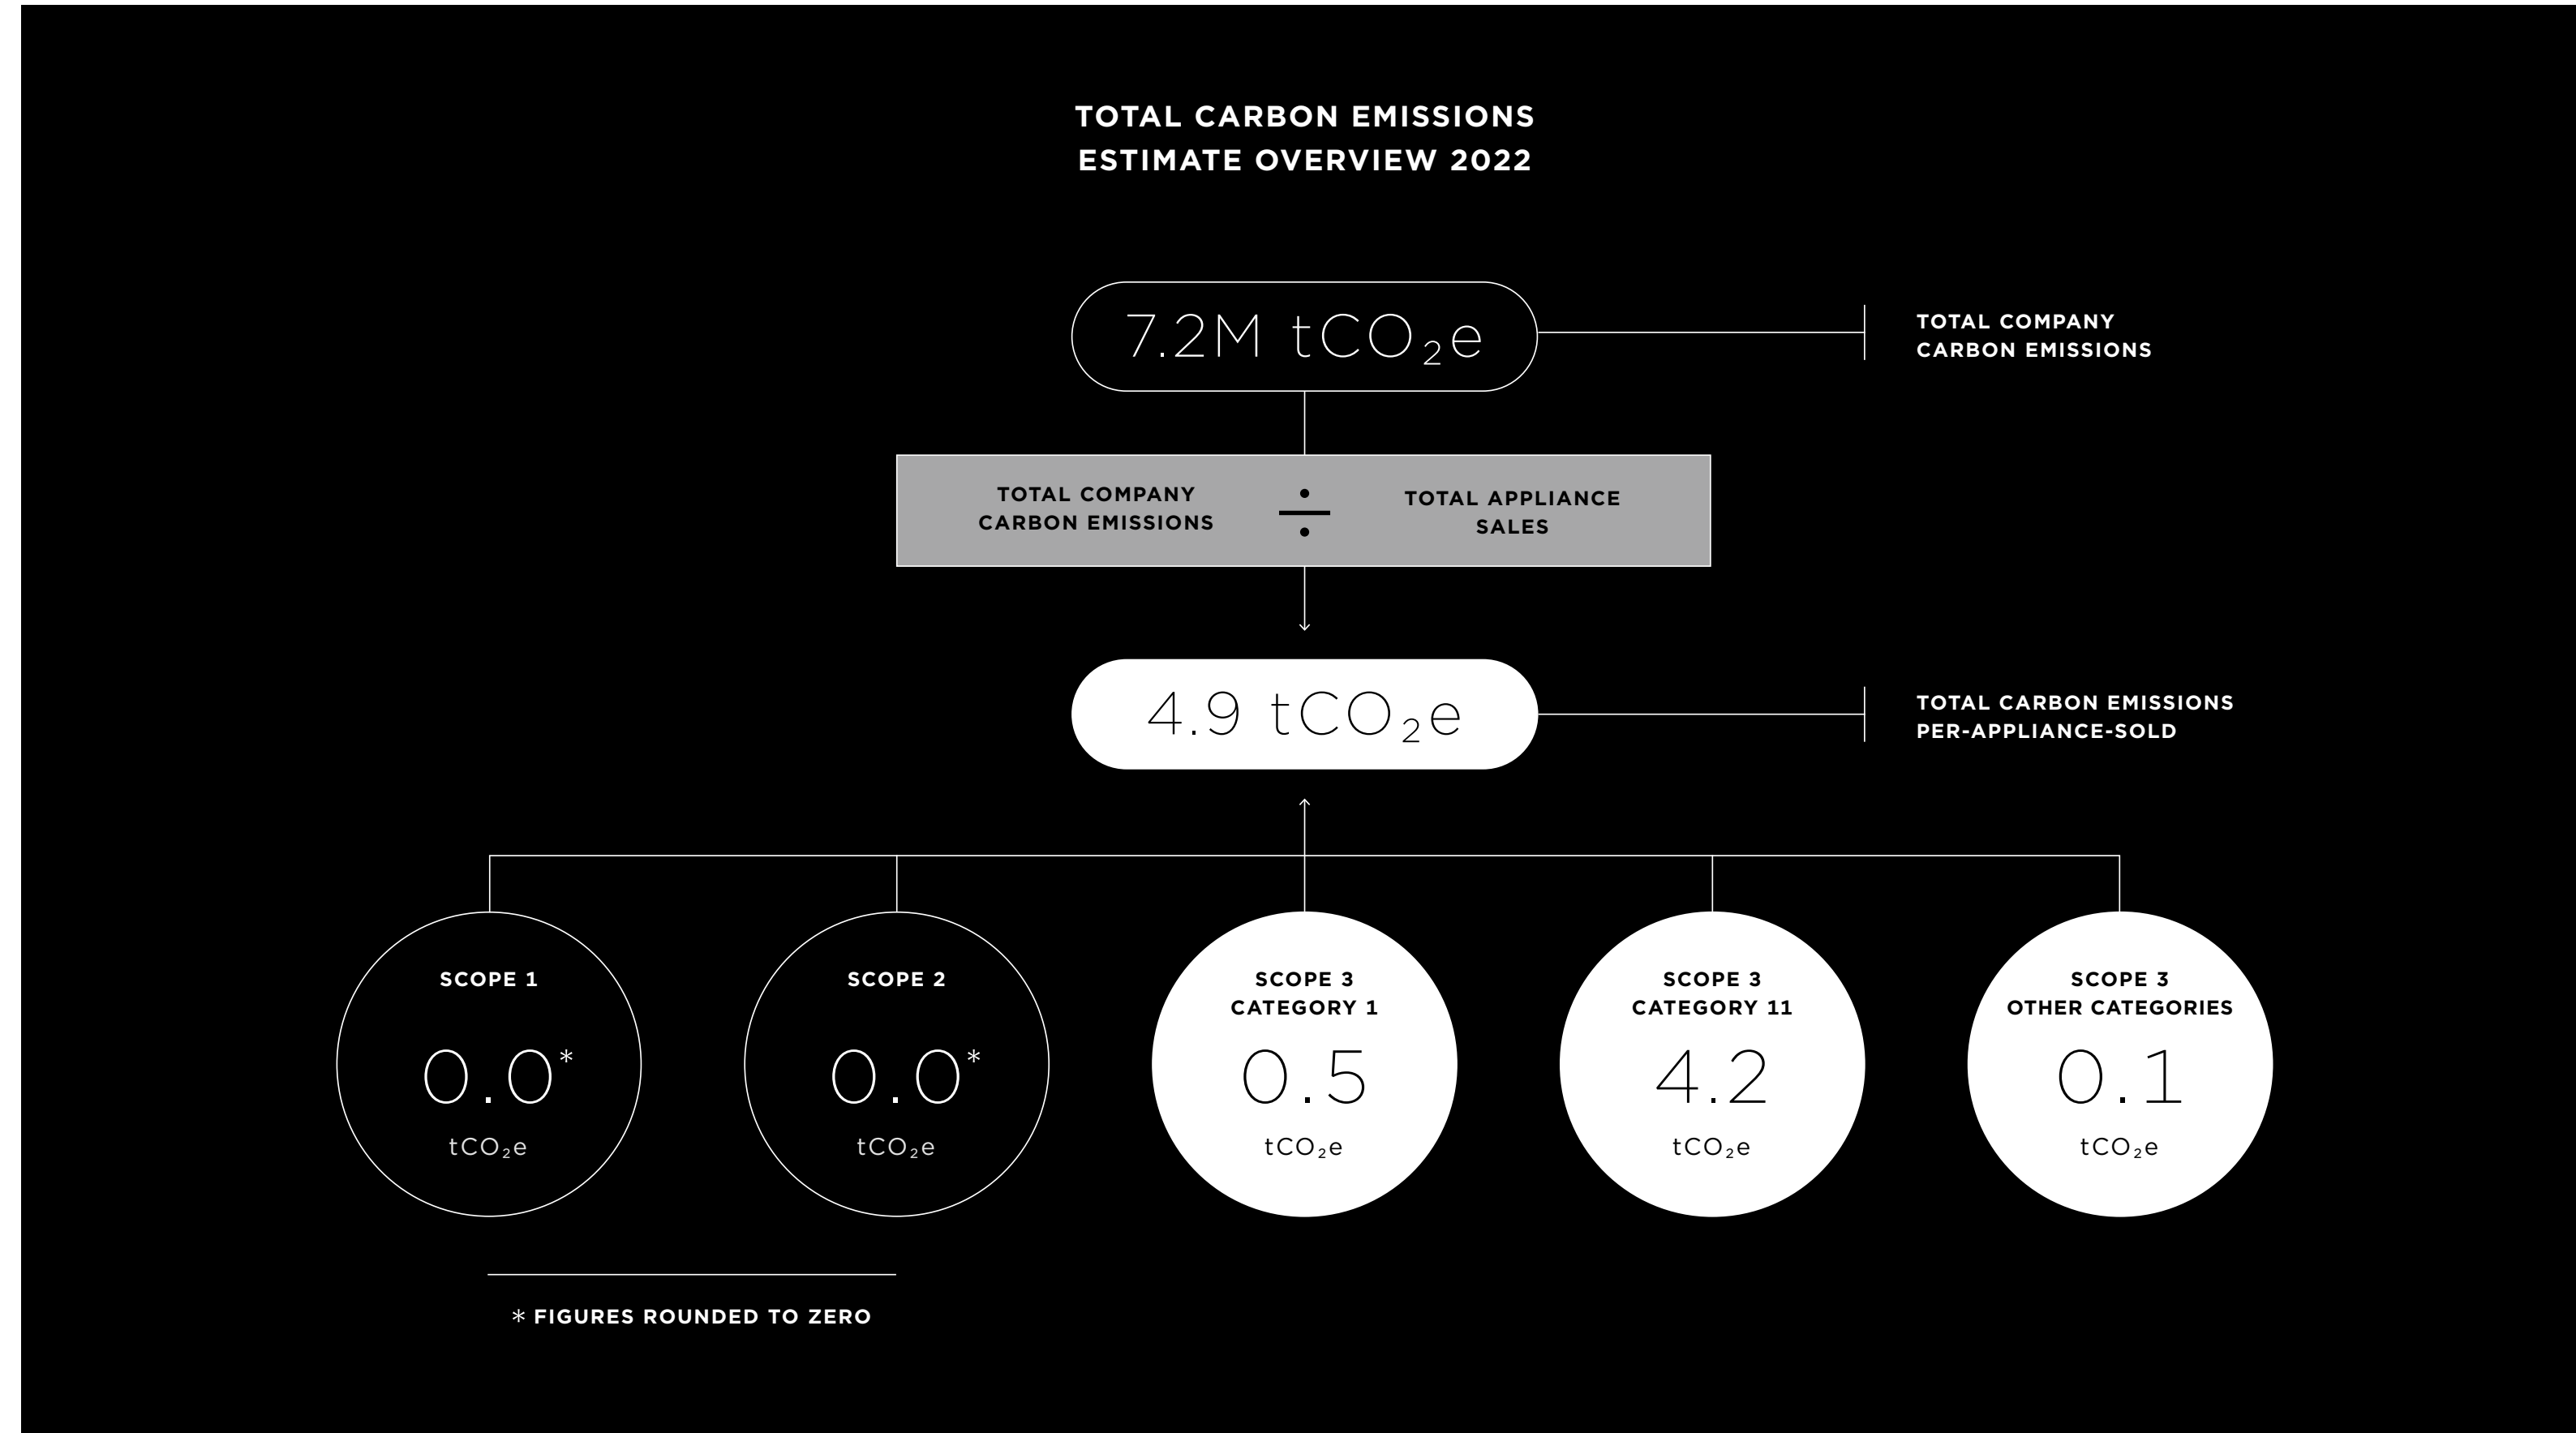 TOTAL CARBON EMISSIONS
ESTIMATE OVERVIEW 2022
7.2M tCO₂e
TOTAL COMPANY
CARBON EMISSIONS
TOTAL COMPANY
CARBON EMISSIONS
÷
TOTAL APPLIANCE
SALES
4.9 tCO₂e
TOTAL CARBON EMISSIONS
PER-APPLIANCE-SOLD
SCOPE 1
0.0*
tCO₂e
SCOPE 2
0.0*
tCO₂e
SCOPE 3
CATEGORY 1
0.5
tCO₂e
SCOPE 3
CATEGORY 11
4.2
tCO₂e
SCOPE 3
OTHER CATEGORIES
0.1
tCO₂e
* FIGURES ROUNDED TO ZERO